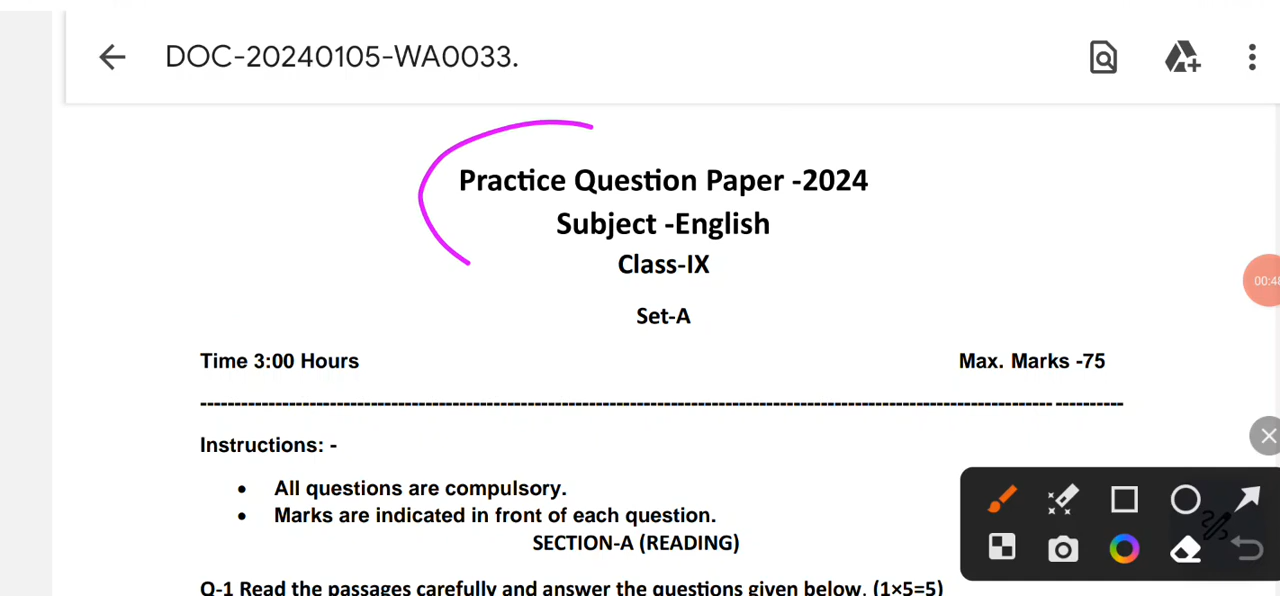 DOC-20240105-WA0033.
Practice Question Paper -2024
Subject -English
Class-IX
Set-A
Time 3:00 Hours Max. Marks -75
--------------------------------------------------------------------------------------------------------------------------------
Instructions: -
• All questions are compulsory.
• Marks are indicated in front of each question.
SECTION-A (READING)
Q-1 Read the passages carefully and answer the questions given below. (1×5=5)